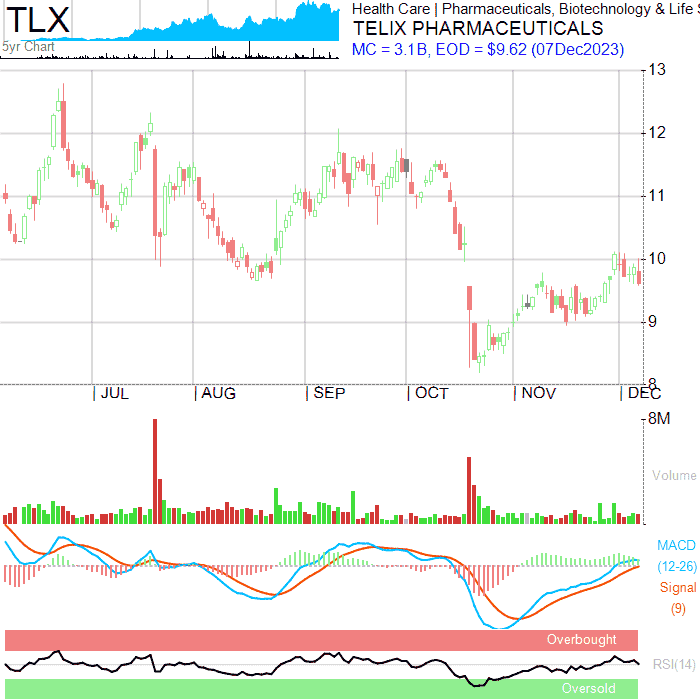 TLX
5yr Chart
Health Care | Pharmaceuticals, Biotechnology & Life S
TELIX PHARMACEUTICALS
MC = 3.1B, EOD = $9.62 (07Dec2023)
13
12
11
10
9
8
JUL AUG SEP OCT NOV DEC
8M
Volume
MACD
(12-26)
Signal
(9)
Overbought
RSI(14)
Oversold